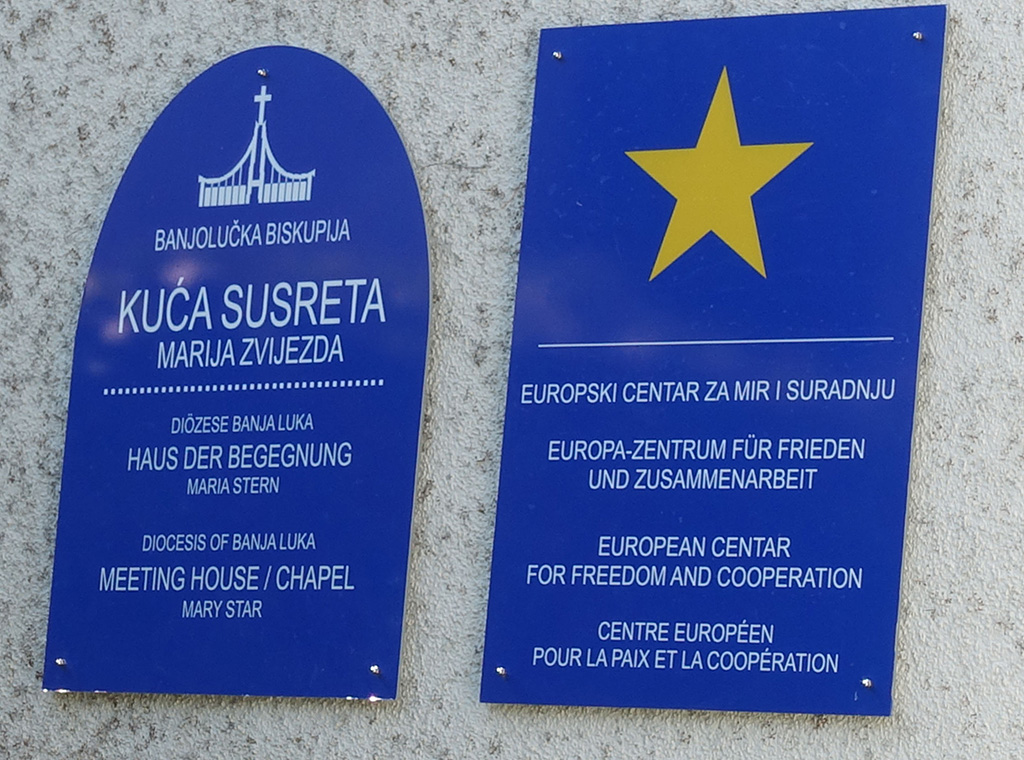 BANJOLUČKA BISKUPIJA
KUĆA SUSRETA
MARIJA ZVIJEZDA
DIÖZESE BANJA LUKA
HAUS DER BEGEGNUNG
MARIA STERN
DIOCESIS OF BANJA LUKA
MEETING HOUSE / CHAPEL
MARY STAR
EUROPSKI CENTAR ZA MIR I SURADNJU
EUROPA-ZENTRUM FÜR FRIEDEN
UND ZUSAMMENARBEIT
EUROPEAN CENTAR
FOR FREEDOM AND COOPERATION
CENTRE EUROPÉEN
POUR LA PAIX ET LA COOPÉRATION